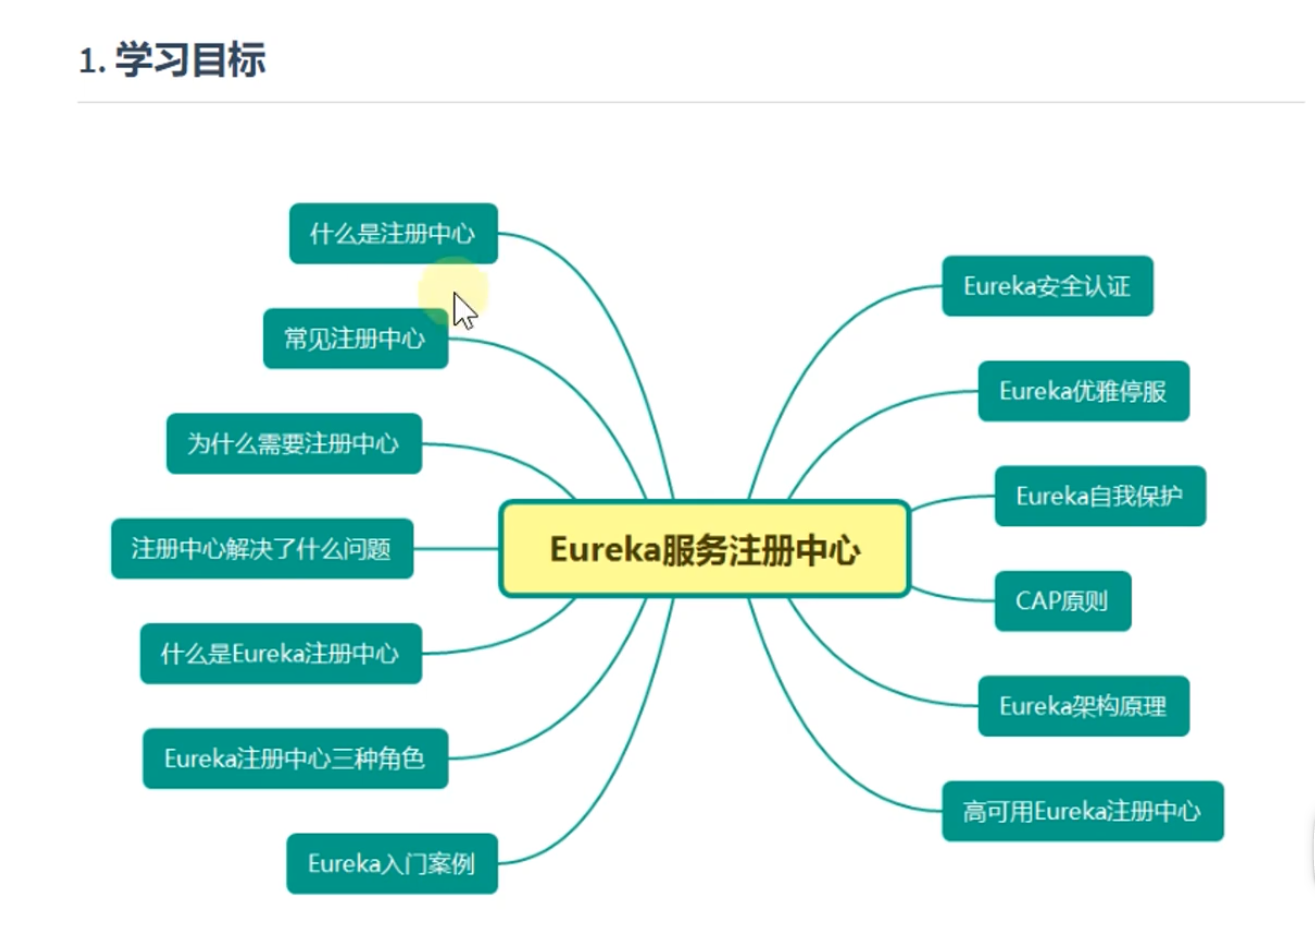 1. 学习目标
什么是注册中心
常见注册中心
为什么需要注册中心
注册中心解决了什么问题
什么是Eureka注册中心
Eureka注册中心三种角色
Eureka入门案例
Eureka服务注册中心
Eureka安全认证
Eureka优雅停服
Eureka自我保护
CAP原则
Eureka架构原理
高可用Eureka注册中心